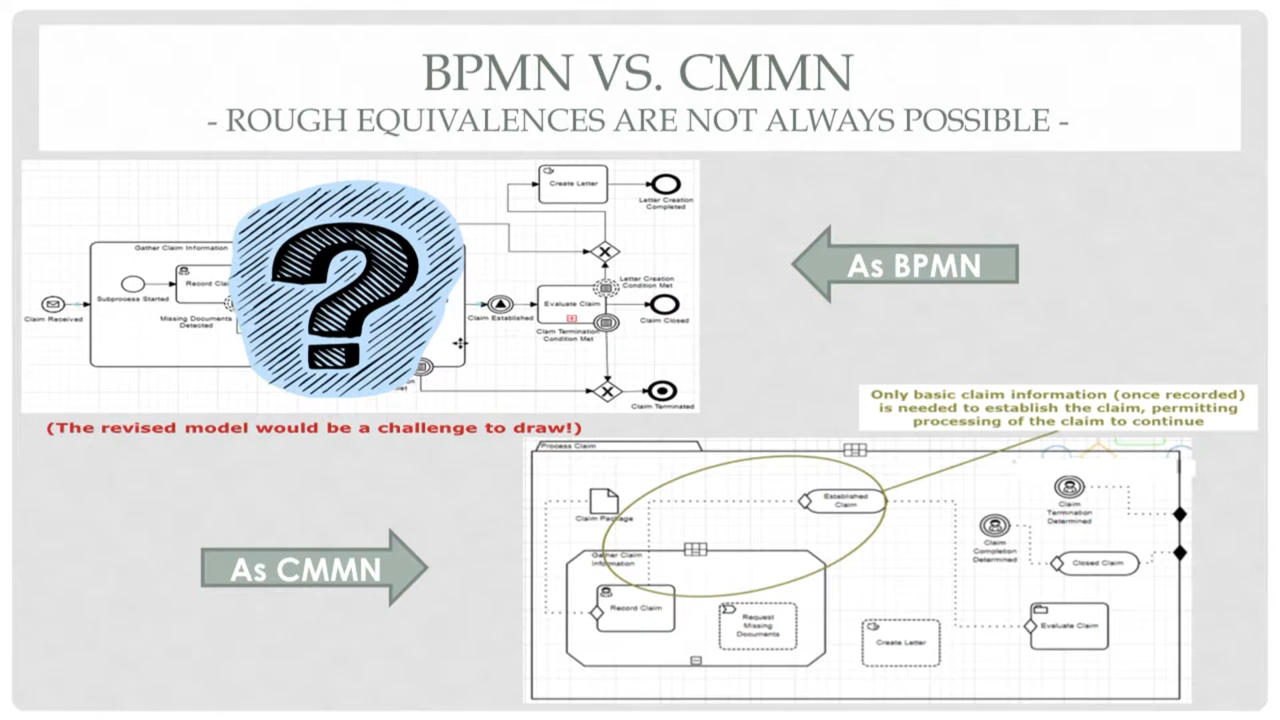 BPMN VS. CMMN
- ROUGH EQUIVALENCES ARE NOT ALWAYS POSSIBLE -
Create Letter
Letter Creation
Completed
Gather Claim Information
Subprocess Started
Claim Received
Missing Documents
Detected
Claim Established
Letter Creation
Condition Met
Evaluate Claim
Claim Closed
Clam Termination
Condition Met
Claim Terminated
?
As BPMN
(The revised model would be a challenge to draw!)
Only basic claim information (once recorded)
is needed to establish the claim, permitting
processing of the claim to continue
As CMMN
Process Claim
Claim Package
Established
Claim
Claim
Termination
Determined
Claim
Completion
Determined
Closed Claim
Gather Claim
Information
Record Claim
Request
Missing
Documents
Create Letter
Evaluate Claim